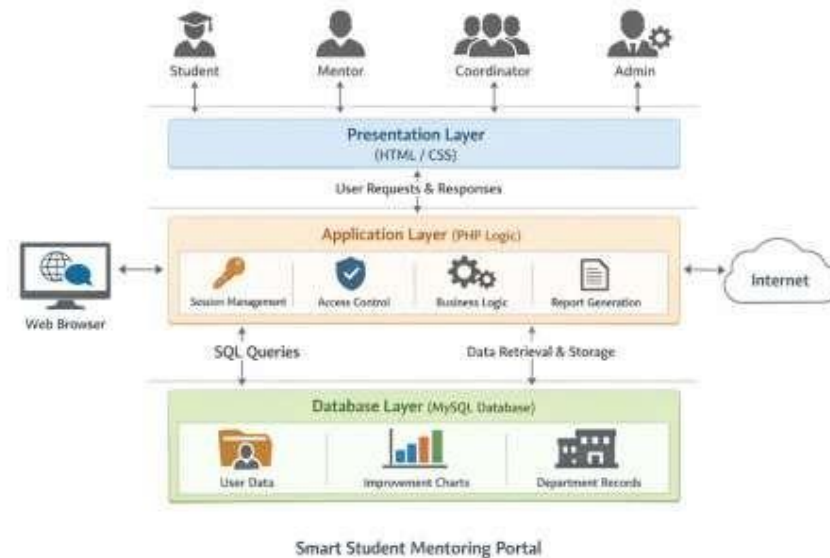 Student Mentor Coordinator Admin
Presentation Layer
(HTML / CSS)
User Requests & Responses
Application Layer (PHP Logic)
Session Management Access Control Business Logic Report Generation
Web Browser
Internet
SQL Queries Data Retrieval & Storage
Database Layer (MySQL Database)
User Data Improvement Charts Department Records
Smart Student Mentoring Portal